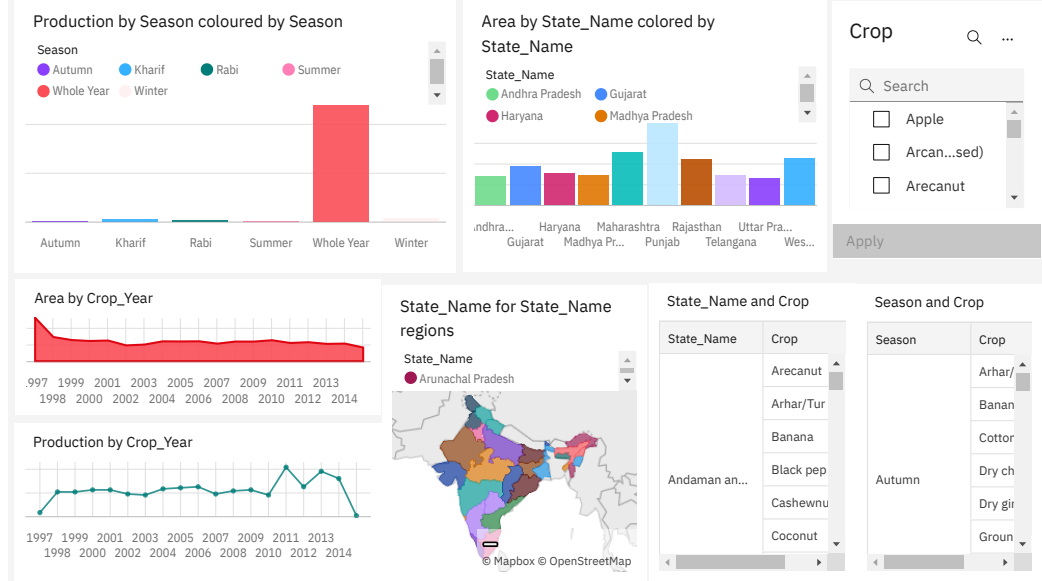 Production by Season coloured by Season
Season
Autumn Kharif Rabi Summer
Whole Year Winter
Autumn Kharif Rabi Summer Whole Year Winter
Area by State_Name colored by
State_Name
State_Name
Andhra Pradesh Gujarat
Haryana Madhya Pradesh
Haryana Maharashtra Rajasthan Uttar Pra...
Gujarat Madhya Pr... Punjab Telangana Wes...
Crop
...
Search
Apple
Arcan...sed)
Arecanut
Apply
Area by Crop_Year
1999 2001 2003 2005 2007 2009 2011 2013
1998 2000 2002 2004 2006 2008 2010 2012 2014
Production by Crop_Year
1997 1999 2001 2003 2005 2007 2009 2011 2013
1998 2000 2002 2004 2006 2008 2010 2012 2014
State_Name for State_Name
regions
State_Name
Arunachal Pradesh
© Mapbox © OpenStreetMap
State_Name and Crop
State_Name Crop
Arecanut
Arhar/Tur
Banana
Black pep
Andaman an...
Cashewnu
Coconut
Season and Crop
Season Crop
Arhar/
Banan
Cotton
Dry ch
Autumn
Dry gin
Groun